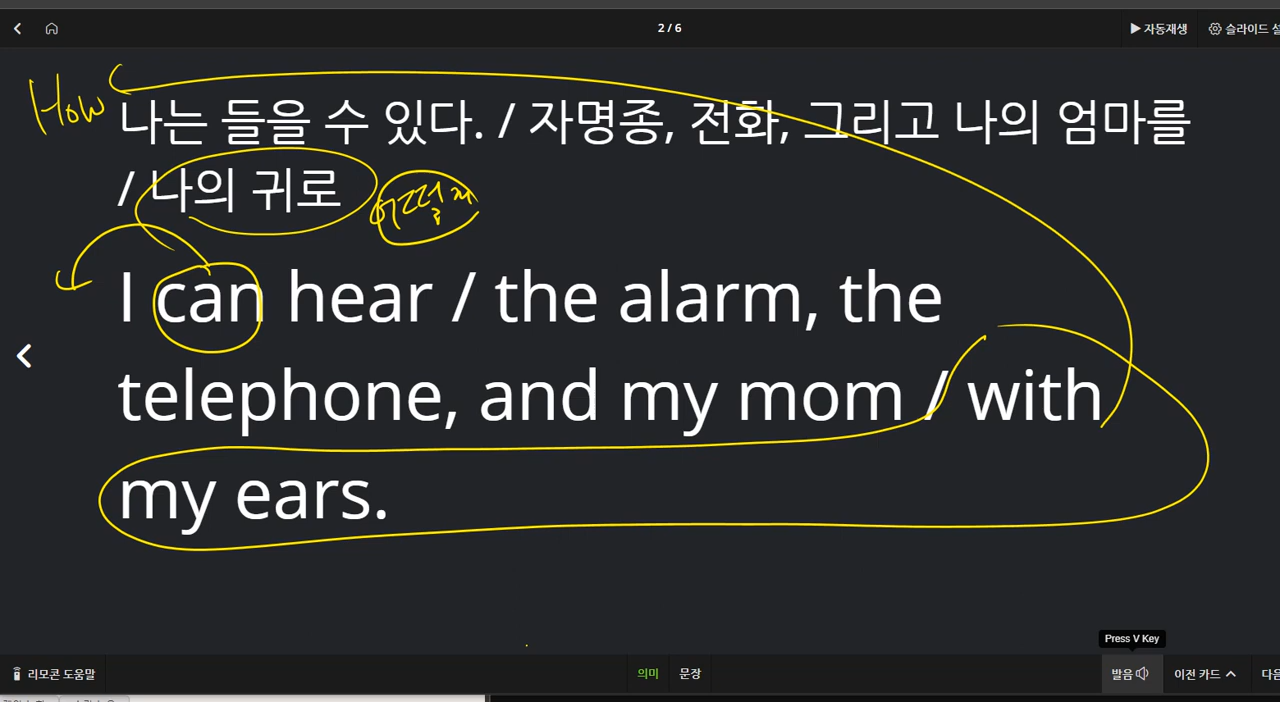 2 / 6
자동재생
슬라이드 설
How
나는 들을 수 있다. / 자명종, 전화, 그리고 나의 엄마를
/ 나의 귀로
I can hear / the alarm, the
telephone, and my mom / with
my ears.
Press V Key
리모콘 도움말
의미
문장
발음
이전 카드
다음